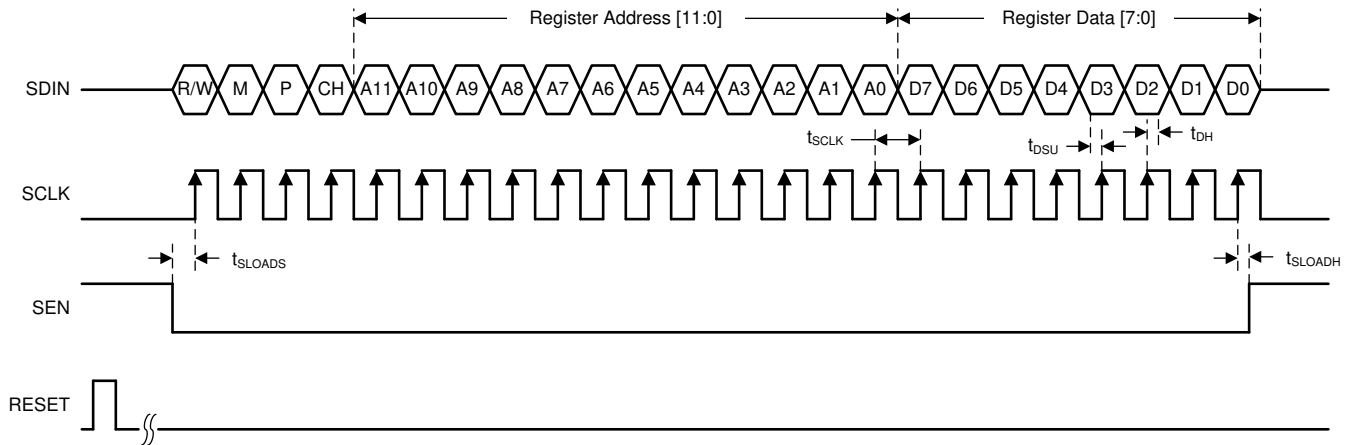 Register Address [11:0] Register Data [7:0]
SDIN R/W M P CH A11 A10 A9 A8 A7 A6 A5 A4 A3 A2 A1 A0 D7 D6 D5 D4 D3 D2 D1 D0
tSCLK tDSU tDH
SCLK
tSLOADS tSLOADH
SEN
RESET